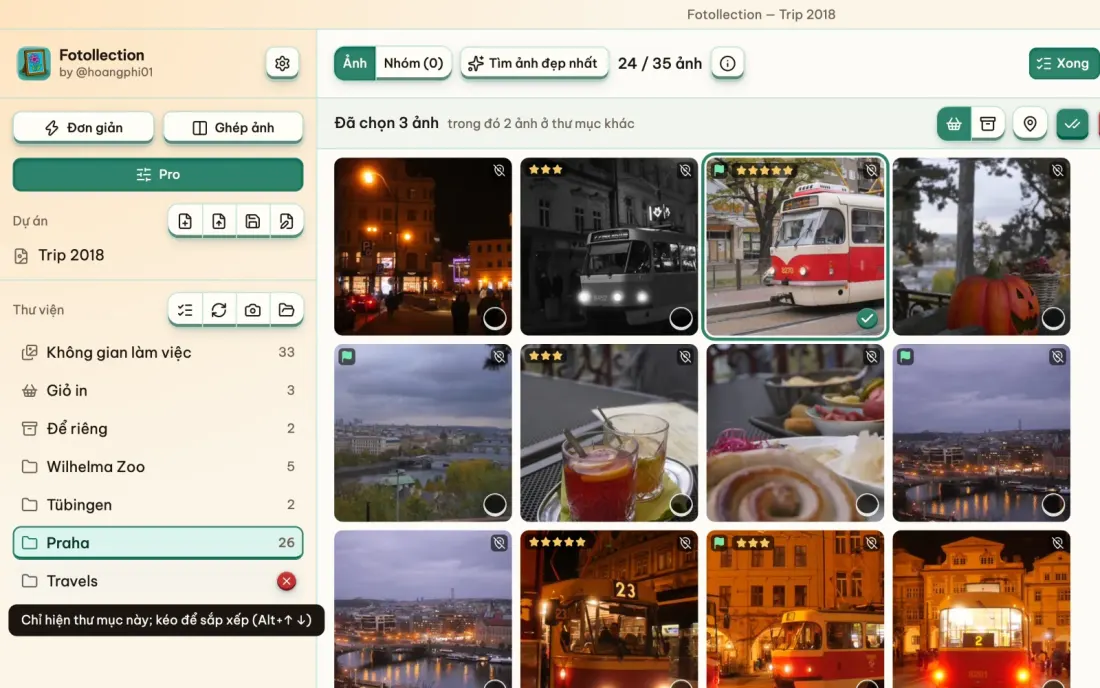 Fotollection — Trip 2018
Fotollection
by @hoangphi01
Đơn giản
Ghép ảnh
Pro
Dự án
Trip 2018
Thư viện
Không gian làm việc 33
Giỏ in 3
Để riêng 2
Wilhelma Zoo 5
Tübingen 2
Praha 26
Travels
Chỉ hiện thư mục này; kéo để sắp xếp (Alt+↑ ↓)
Ảnh
Nhóm (0)
Tìm ảnh đẹp nhất
24 / 35 ảnh
Xong
Đã chọn 3 ảnh trong đó 2 ảnh ở thư mục khác
8270
23
2